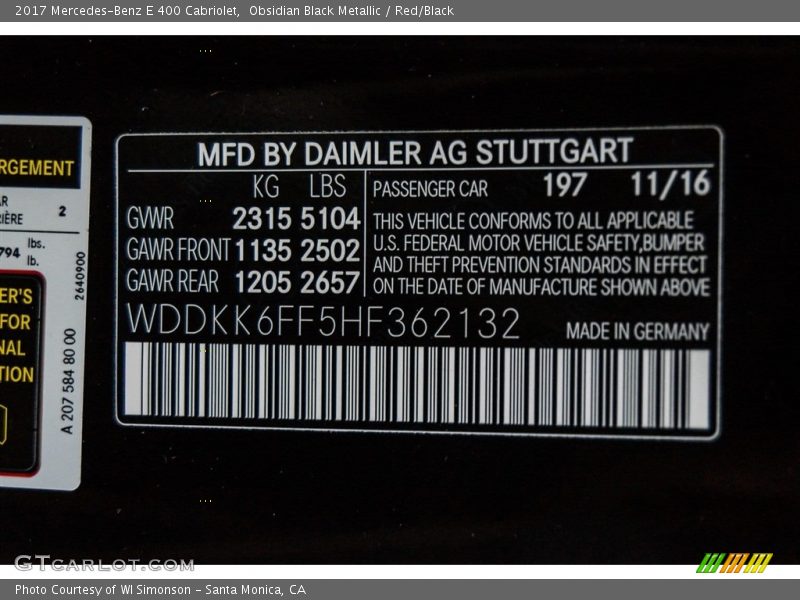 2017 Mercedes-Benz E 400 Cabriolet, Obsidian Black Metallic / Red/Black
RGEMENT
2
794 lbs.
lb.
ER'S
FOR
NAL
TION
2640900
A 207 584 80 00
MFD BY DAIMLER AG STUTTGART
KG LBS
GVWR 2315 5104
GAWR FRONT 1135 2502
GAWR REAR 1205 2657
PASSENGER CAR 197 11/16
THIS VEHICLE CONFORMS TO ALL APPLICABLE
U.S. FEDERAL MOTOR VEHICLE SAFETY,BUMPER
AND THEFT PREVENTION STANDARDS IN EFFECT
ON THE DATE OF MANUFACTURE SHOWN ABOVE
WDDKK6FF5HF362132
MADE IN GERMANY
GTCARLOT.COM
Photo Courtesy of WI Simonson - Santa Monica, CA